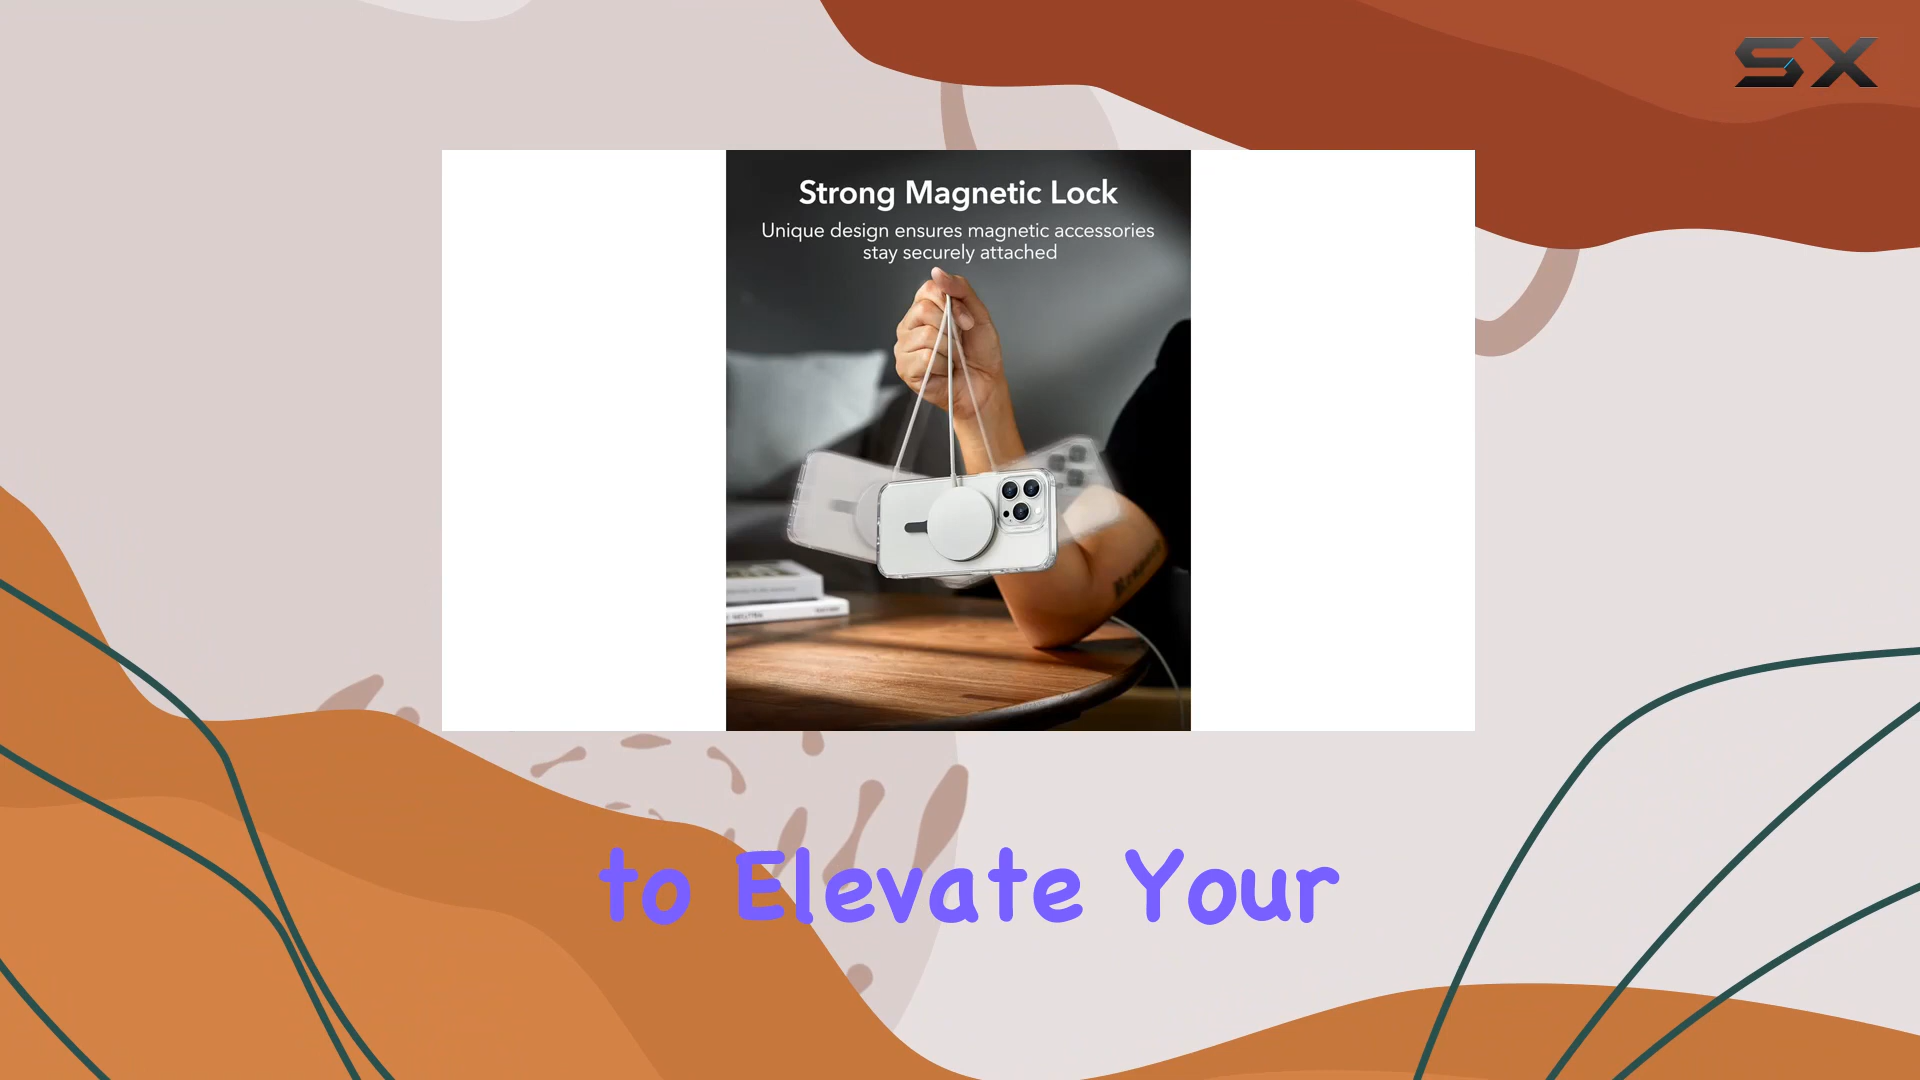 SX
Strong Magnetic Lock
Unique design ensures magnetic accessories
stay securely attached
to Elevate Your